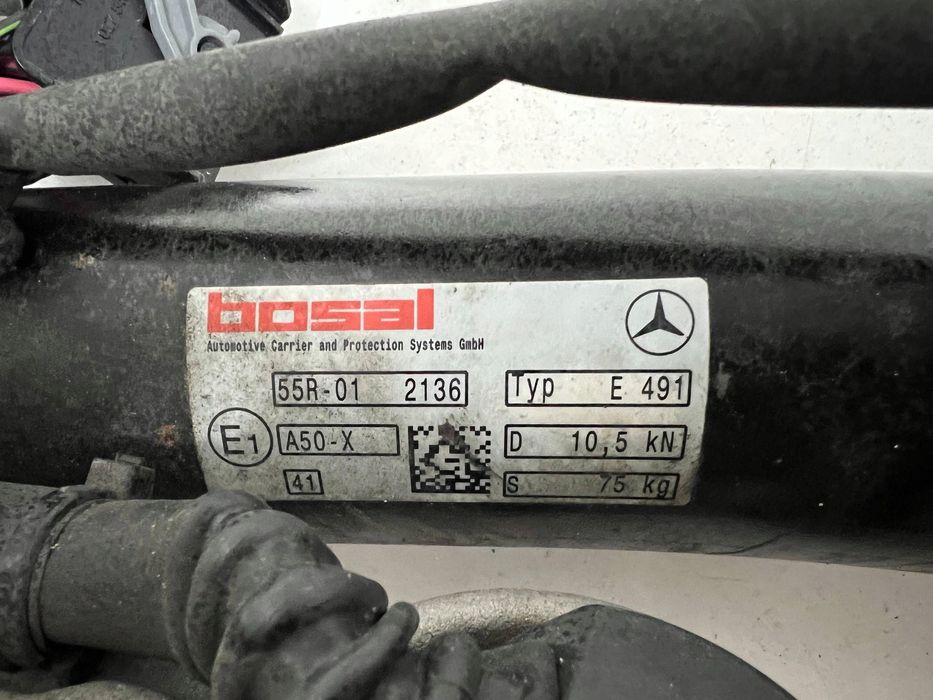 bosal
Automotive Carrier and Protection Systems GmbH
55R-01 2136
Typ E 491
E1
A50-X
D 10,5 kN
41
S 75 kg